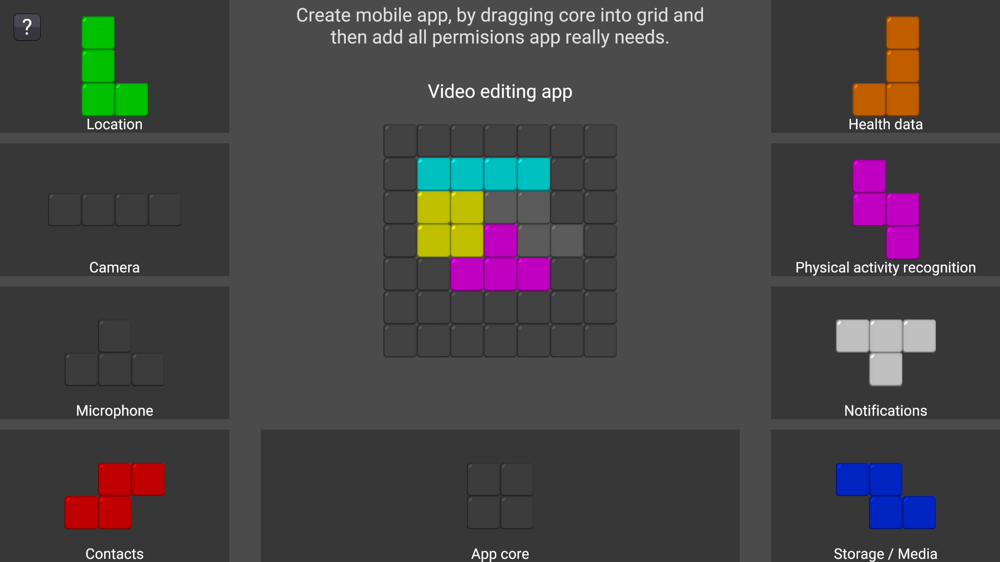 ?
Create mobile app, by dragging core into grid and
then add all permisions app really needs.
Video editing app
Location
Health data
Camera
Physical activity recognition
Microphone
Notifications
Contacts
App core
Storage / Media